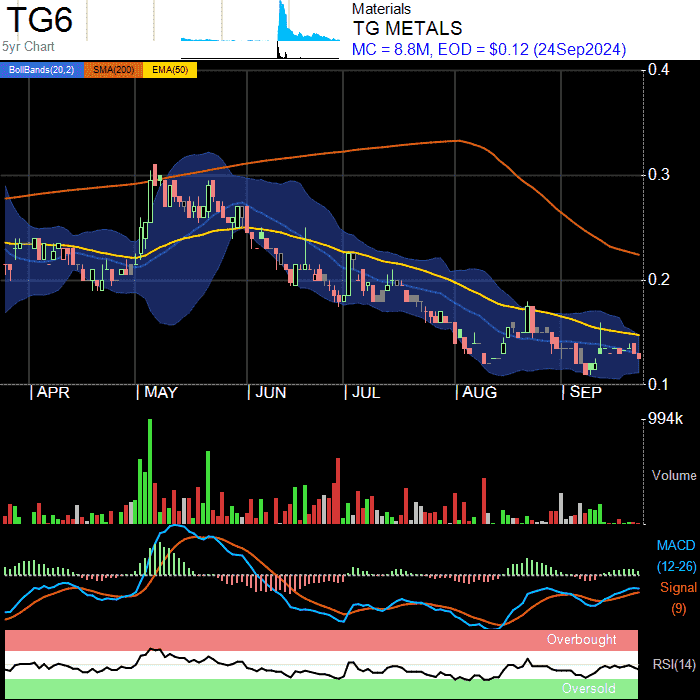 TG6
5yr Chart
Materials
TG METALS
MC = 8.8M, EOD = $0.12 (24Sep2024)
BollBands(20,2) SMA(200) EMA(50)
0.4
0.3
0.2
0.1
APR MAY JUN JUL AUG SEP
994k
Volume
MACD
(12-26)
Signal
(9)
Overbought
RSI(14)
Oversold